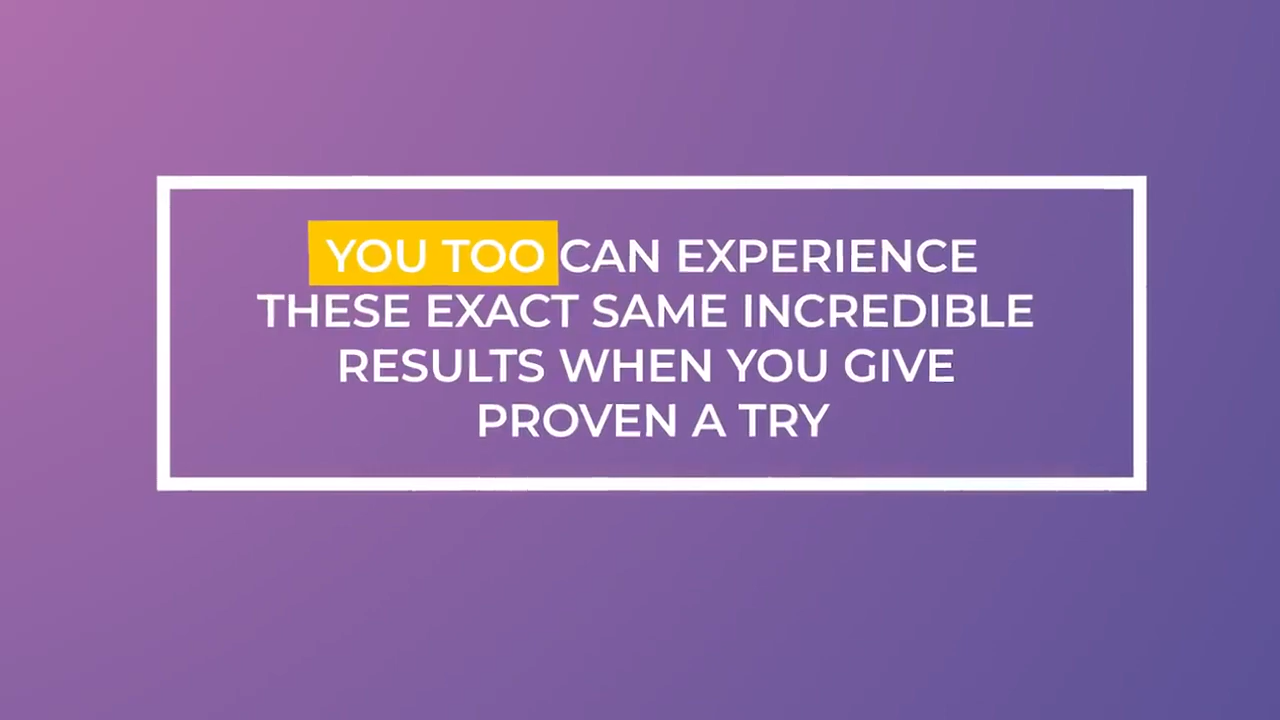 YOU TOO CAN EXPERIENCE
THESE EXACT SAME INCREDIBLE
RESULTS WHEN YOU GIVE
PROVEN A TRY